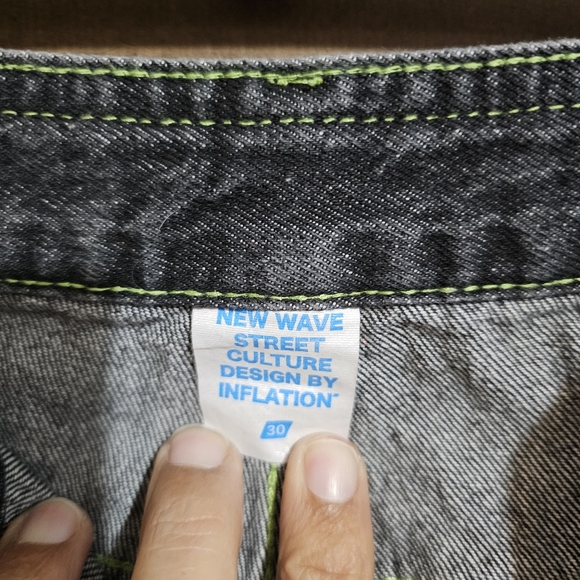 NEW WAVE
STREET
CULTURE
DESIGN BY
INFLATION
30